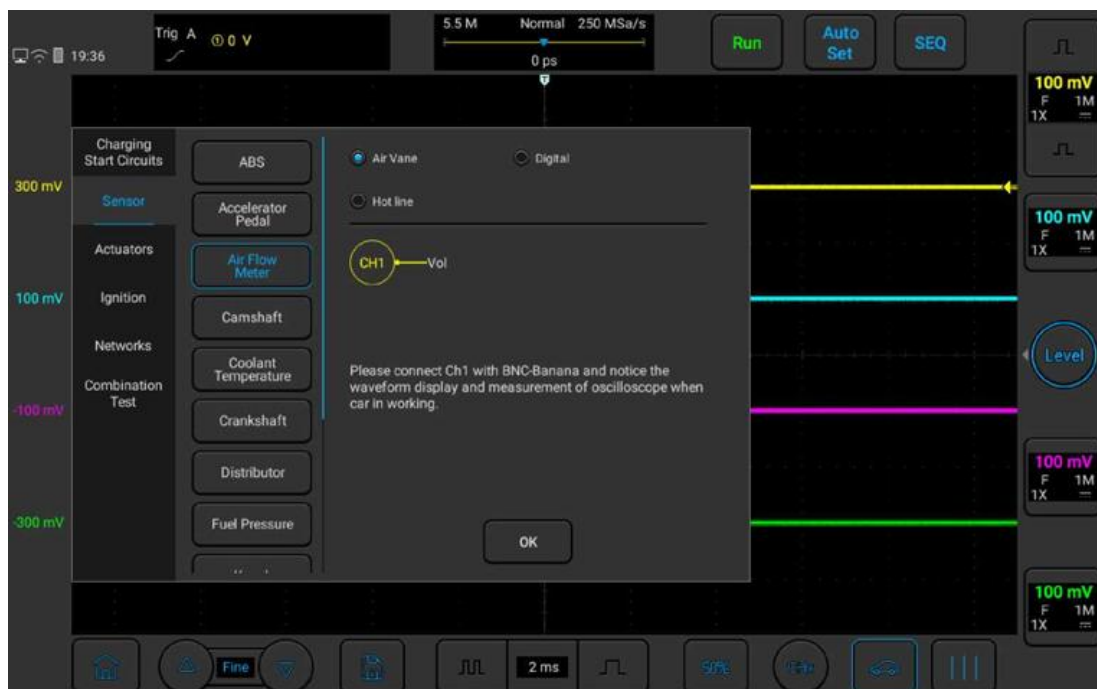 19:36
Trig A ① 0 V
5.5 M Normal 250 MSa/s
0 ps
Run
Auto
Set
SEQ
T
100 mV
F 1M
1X
300 mV
100 mV
-100 mV
-300 mV
Charging
Start Circuits
Sensor
Actuators
Ignition
Networks
Combination
Test
ABS
Accelerator
Pedal
Air Flow
Meter
Camshaft
Coolant
Temperature
Crankshaft
Distributor
Fuel Pressure
Air Vane
Digital
Hot line
CH1
Vol
Please connect Ch1 with BNC-Banana and notice the
waveform display and measurement of oscilloscope when
car in working.
OK
100 mV
F 1M
1X
Level
100 mV
F 1M
1X
100 mV
F 1M
1X
Fine
2 ms
50%